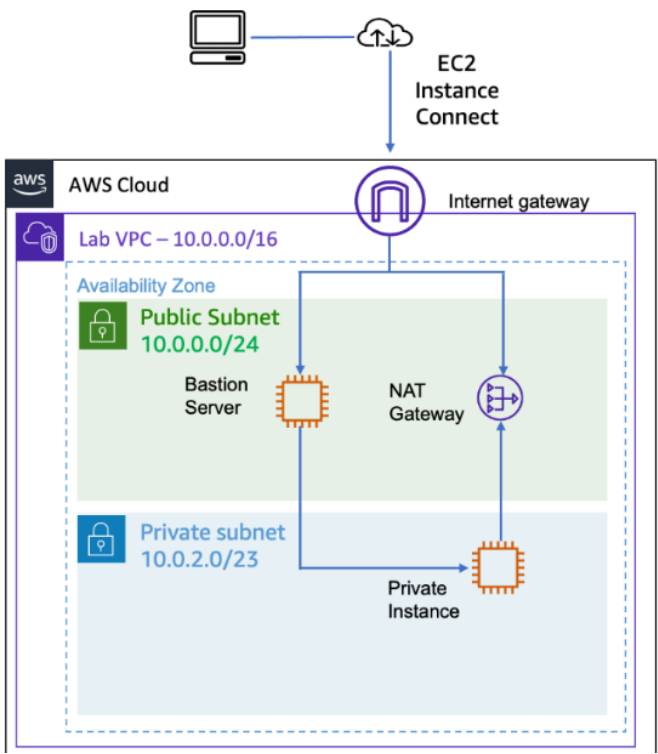 EC2
Instance
Connect
aws
AWS Cloud
Internet gateway
Lab VPC – 10.0.0.0/16
Availability Zone
Public Subnet
10.0.0.0/24
Bastion
Server
NAT
Gateway
Private subnet
10.0.2.0/23
Private
Instance